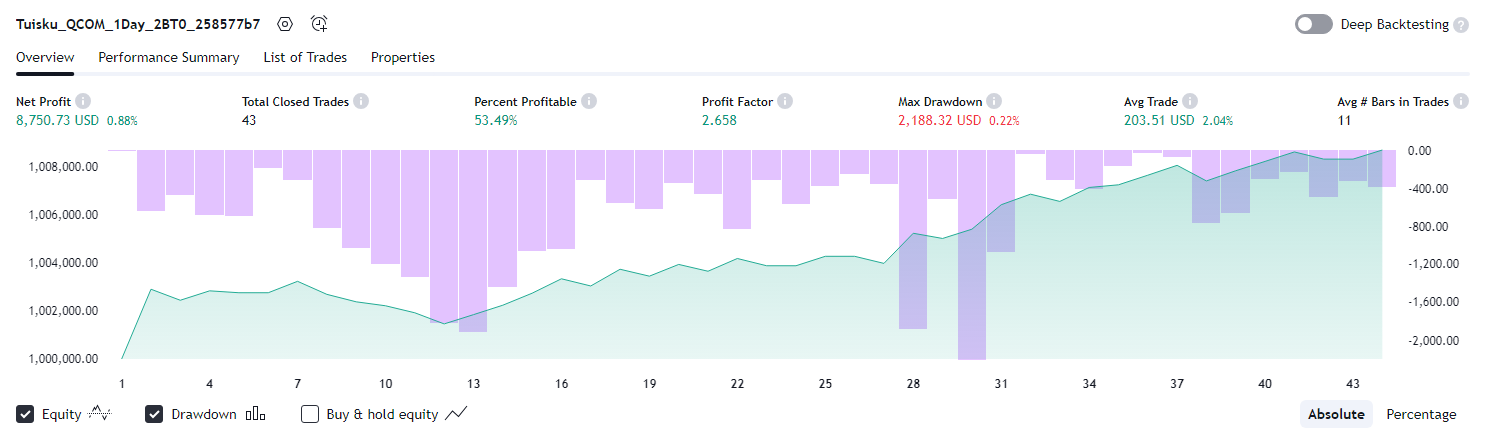 Tuisku_QCOM_1Day_2BT0_258577b7 Deep Backtesting ?
Overview Performance Summary List of Trades Properties
Net Profit i Total Closed Trades i Percent Profitable i Profit Factor i Max Drawdown i Avg Trade i Avg # Bars in Trades i
8,750.73 USD 0.88% 43 53.49% 2.658 2,188.32 USD 0.22% 203.51 USD 2.04% 11
1,008,000.00 0.00
1,006,000.00 -400.00
1,004,000.00 -800.00
1,002,000.00 -1,200.00
1,000,000.00 -1,600.00
-2,000.00
1 4 7 10 13 16 19 22 25 28 31 34 37 40 43
Equity Drawdown Buy & hold equity Absolute Percentage